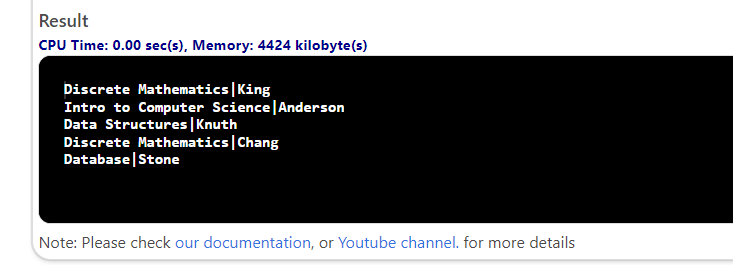 Result
CPU Time: 0.00 sec(s), Memory: 4424 kilobyte(s)
Discrete Mathematics|King
Intro to Computer Science|Anderson
Data Structures|Knuth
Discrete Mathematics|Chang
Database|Stone
Note: Please check our documentation, or Youtube channel. for more details